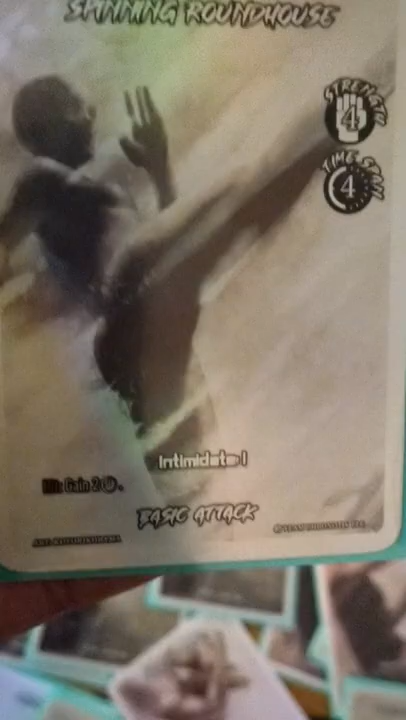 SPINNING ROUNDHOUSE
STRENGTH
4
TIME SPAN
4
Intimidate 1
Hit: Gain 2
BASIC ATTACK